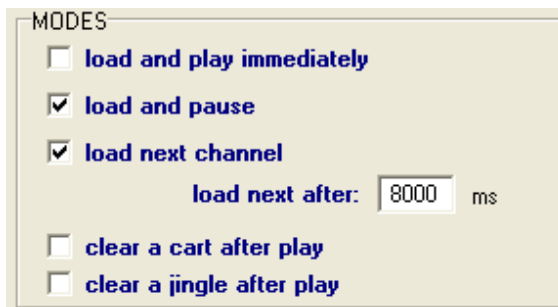 MODES
load and play immediately
load and pause
load next channel
load next after: 8000 ms
clear a cart after play
clear a jingle after play